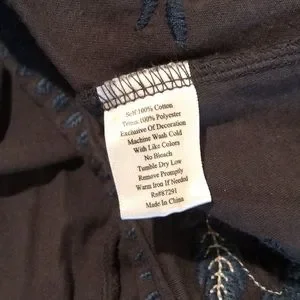 Self:100% Cotton
Trim:100% Polyester
Exclusive Of Decoration
Machine Wash Cold
With Like Colors
No Bleach
Tumble Dry Low
Remove Promptly
Warm Iron If Needed
Rn#87291
Made In China